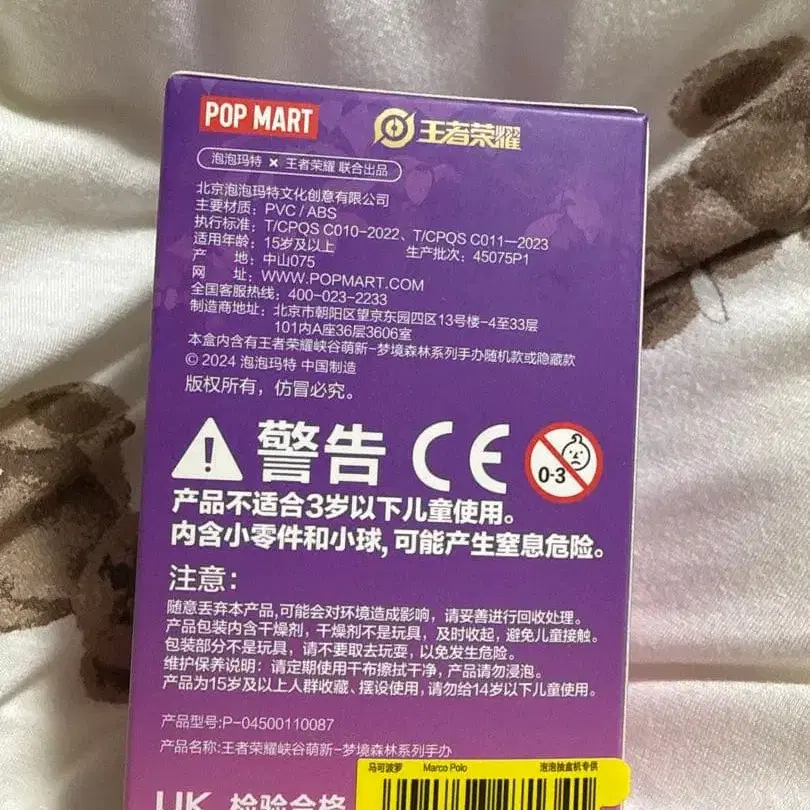 POP MART 王者荣耀
泡泡玛特 × 王者荣耀 联合出品
北京泡泡玛特文化创意有限公司
主要材质：PVC / ABS
执行标准：T/CPQS C010-2022、T/CPQS C011—2023
适用年龄：15岁及以上 生产批次：45075P1
产 地：中山075
网 址：WWW.POPMART.COM
全国客服热线：400-023-2233
制造商地址：北京市朝阳区望京东园四区13号楼-4至33层
101内A座36层3606室
本盒内含有王者荣耀峡谷萌新-梦境森林系列手办随机款或隐藏款
© 2024 泡泡玛特 中国制造
版权所有，仿冒必究。
警告 CE 0-3
产品不适合3岁以下儿童使用。
内含小零件和小球，可能产生窒息危险。
注意：
随意丢弃本产品,可能会对环境造成影响，请妥善进行回收处理。
产品包装内含干燥剂，干燥剂不是玩具，及时收起，避免儿童接触。
包装部分不是玩具，请不要取去玩耍，以免发生危险。
维护保养说明：请定期使用干布擦拭干净，产品请勿浸泡。
产品为15岁及以上人群收藏、摆设使用，请勿给14岁以下儿童使用。
产品型号:P-04500110087
产品名称:王者荣耀峡谷萌新-梦境森林系列手办
马可波罗 Marco Polo 泡泡抽盒机专供
UK 检验合格